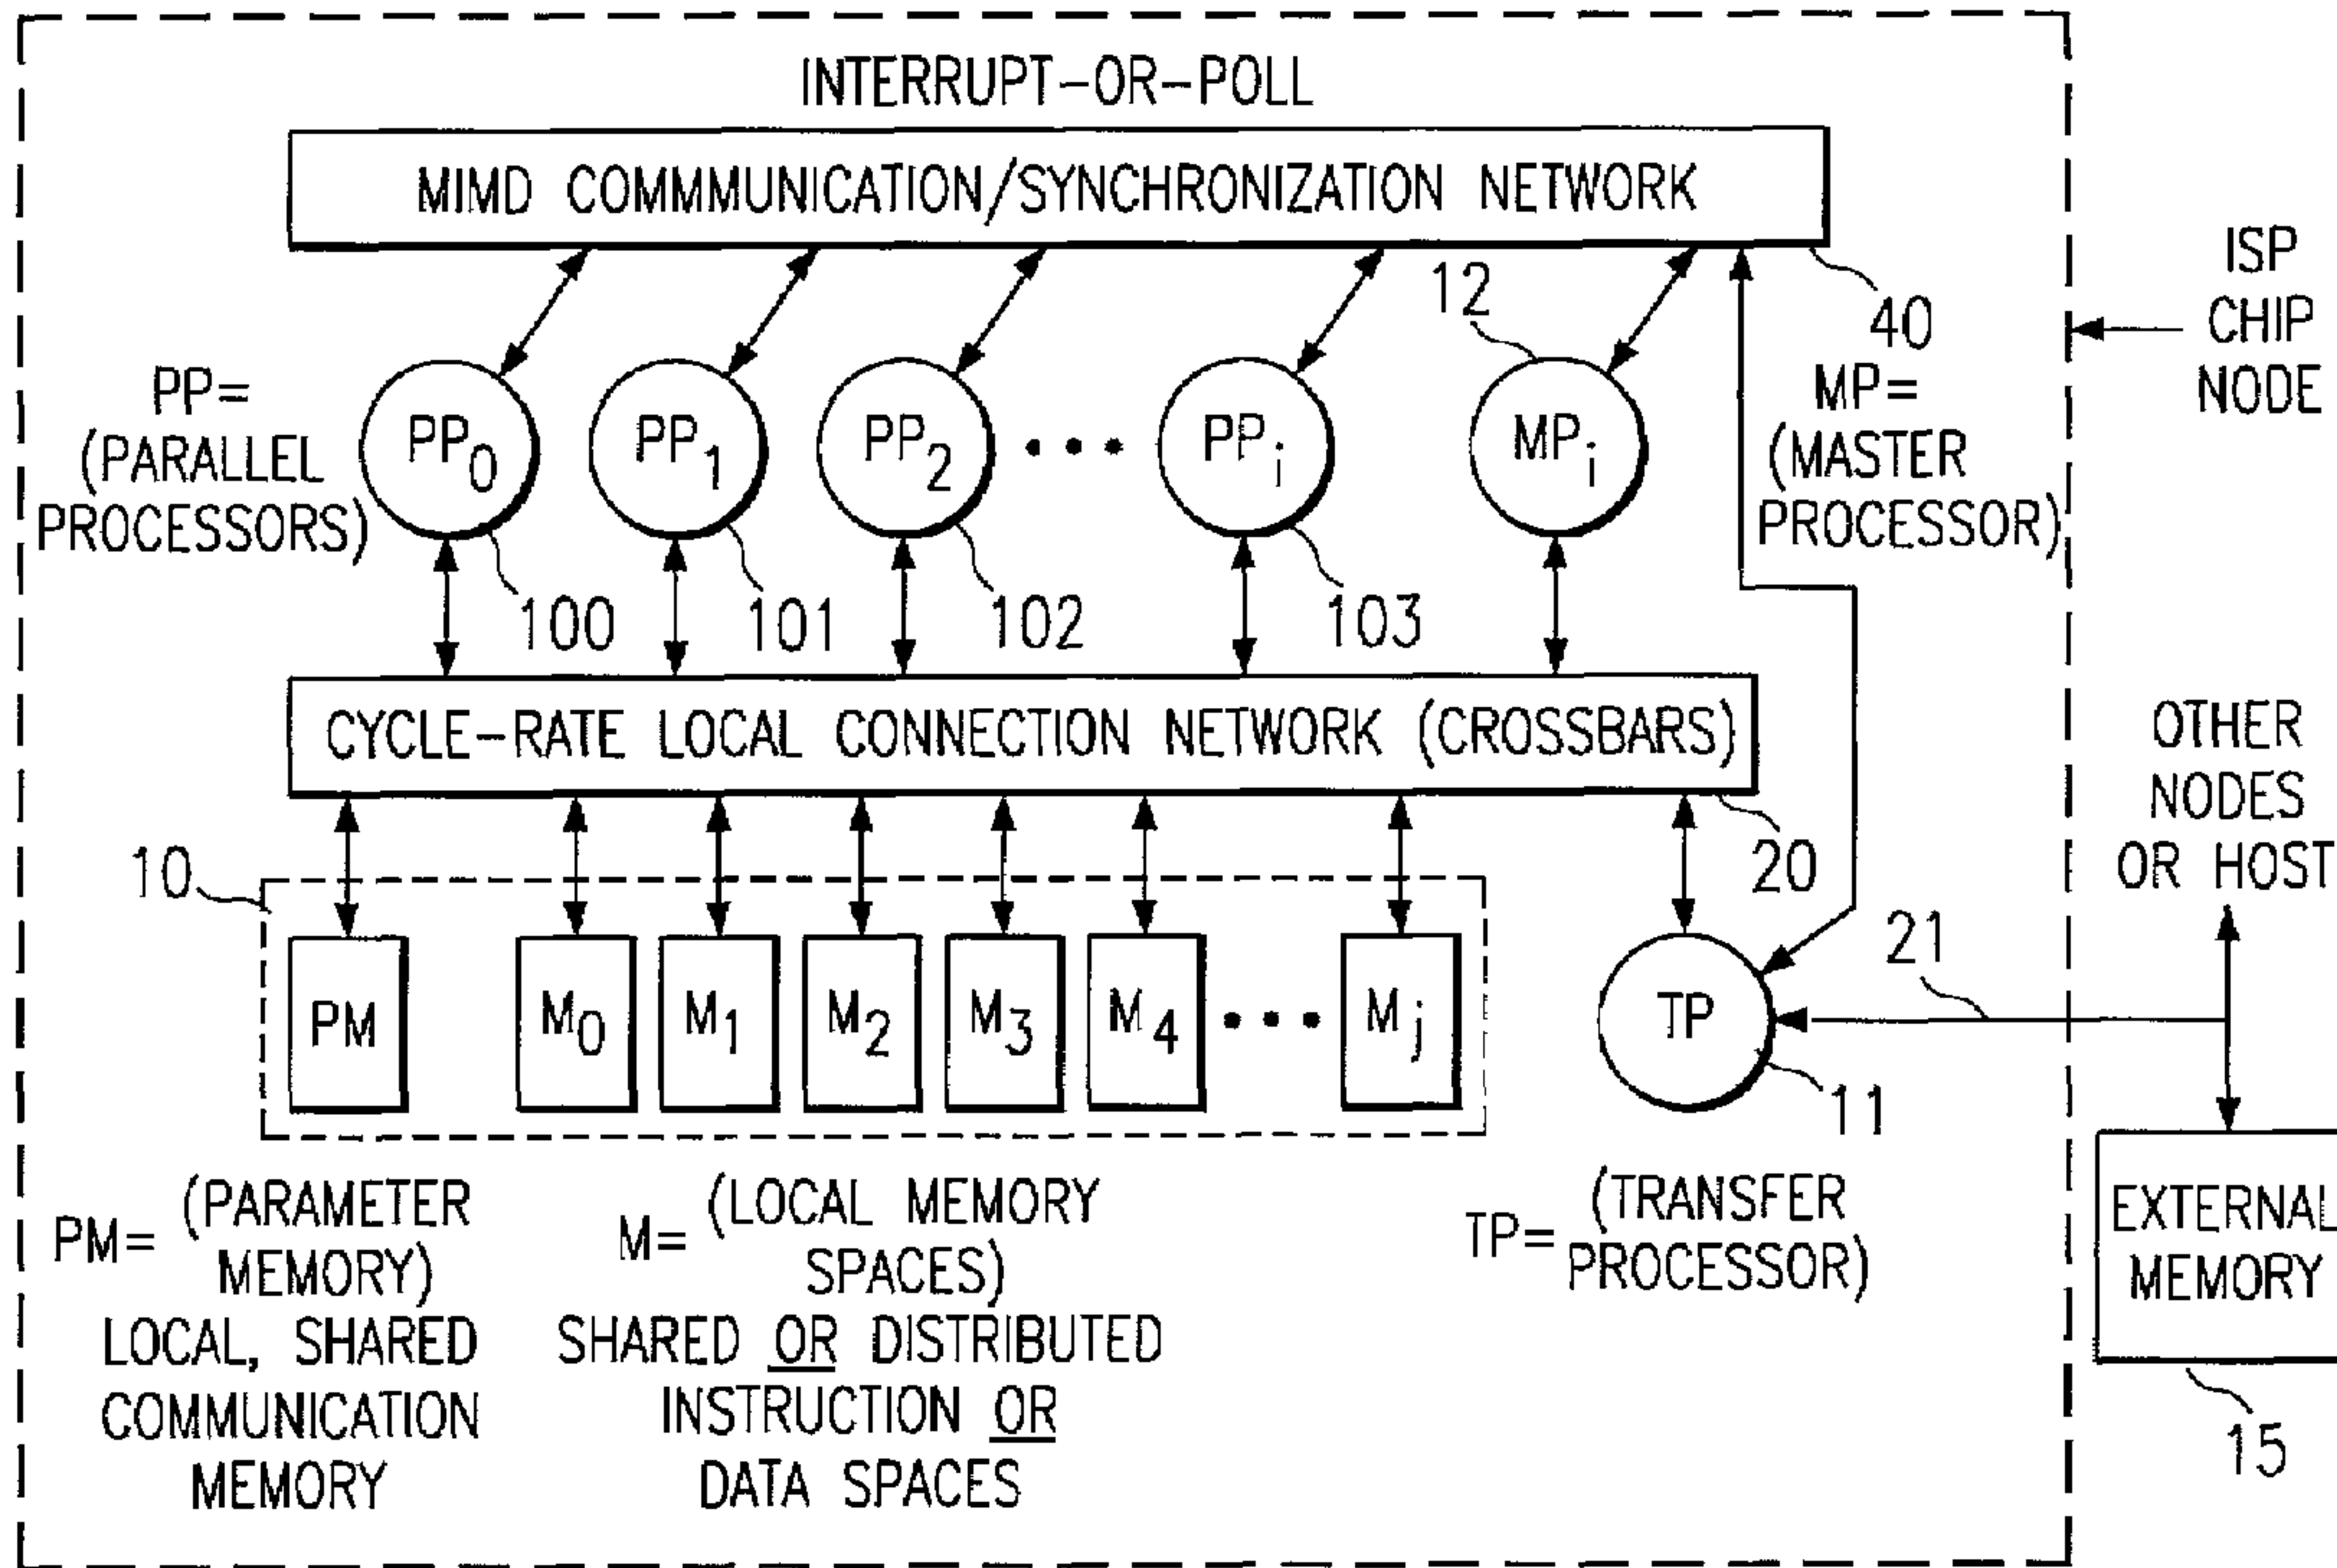 INTERRUPT-OR-POLL
MIMD COMMMUNICATION/SYNCHRONIZATION NETWORK
40
12
PP=
(PARALLEL
PROCESSORS)
PP0
PP1
PP2
PPi
MPi
MP=
(MASTER
PROCESSOR)
ISP
CHIP
NODE
100
101
102
103
CYCLE-RATE LOCAL CONNECTION NETWORK (CROSSBARS)
20
OTHER
NODES
OR HOST
10
21
PM
M0
M1
M2
M3
M4
Mj
TP
11
PM= (PARAMETER
MEMORY)
LOCAL, SHARED
COMMUNICATION
MEMORY
M= (LOCAL MEMORY
SPACES)
SHARED OR DISTRIBUTED
INSTRUCTION OR
DATA SPACES
TP= (TRANSFER
PROCESSOR)
EXTERNAL
MEMORY
15